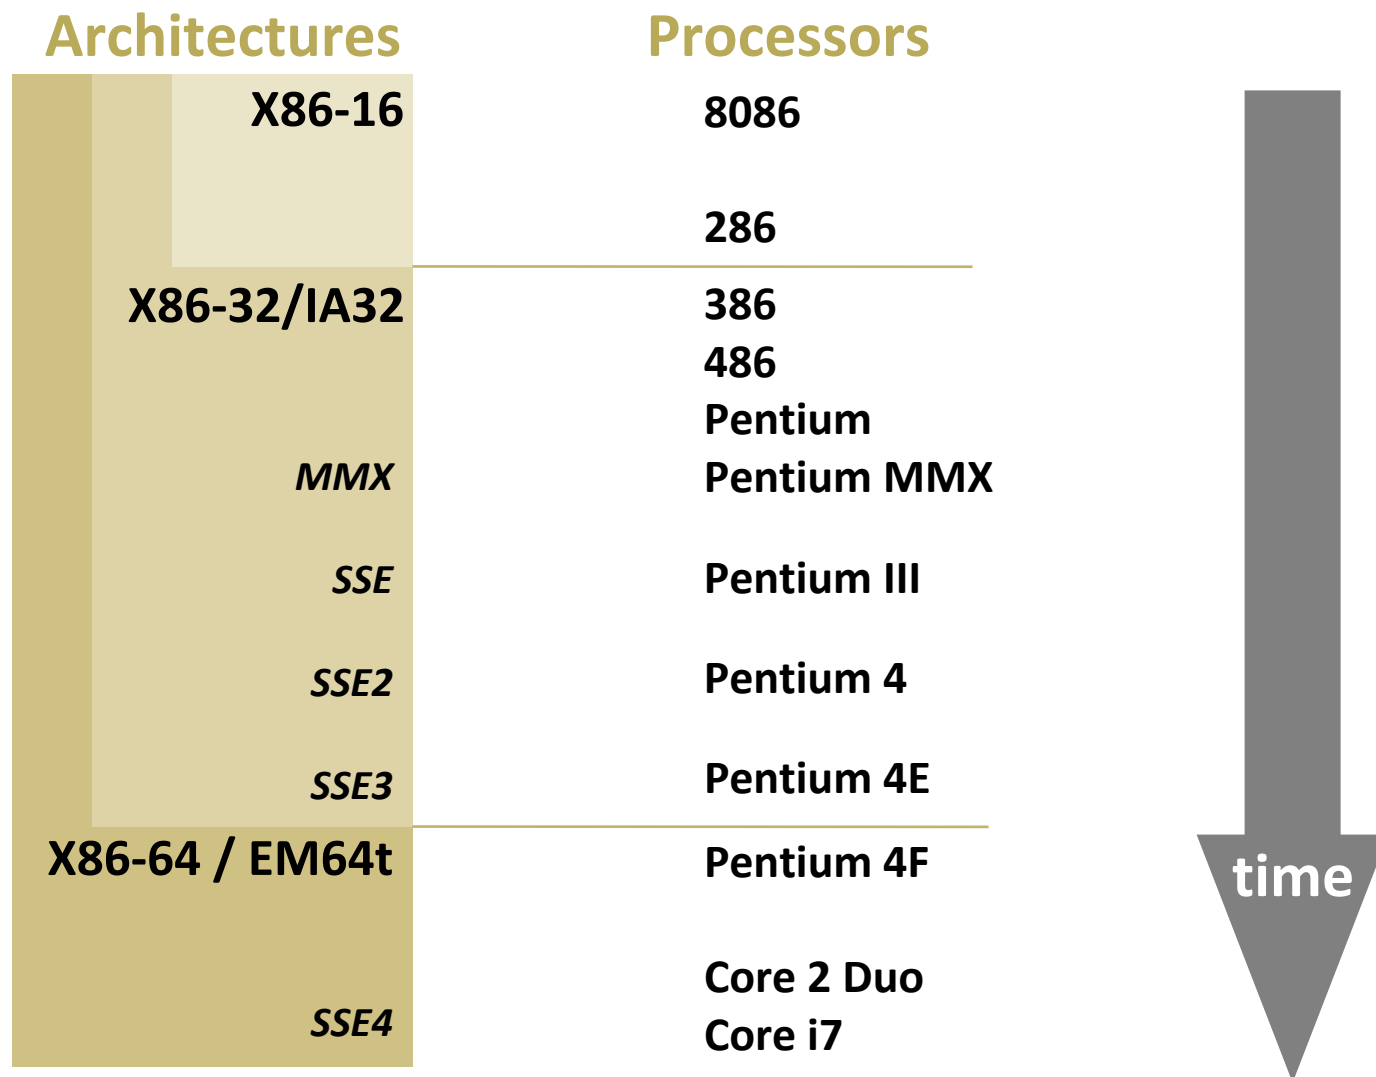 Architectures Processors
X86-16 8086
286
X86-32/IA32 386
486
Pentium
MMX Pentium MMX
SSE Pentium III
SSE2 Pentium 4
SSE3 Pentium 4E
X86-64 / EM64t Pentium 4F
time
Core 2 Duo
SSE4 Core i7